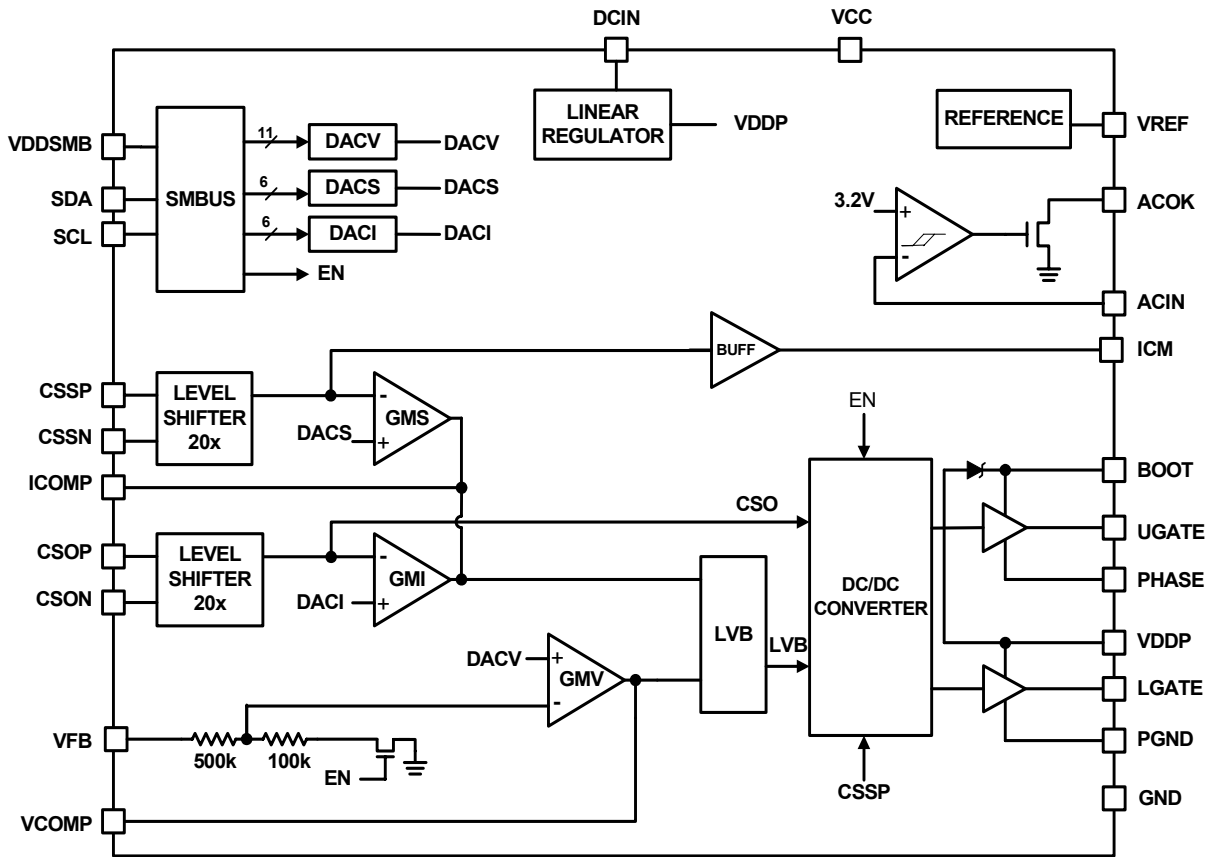 DCIN
VCC
VDDSMB
SDA
SCL
SMBUS
11
DACV
DACV
6
DACS
DACS
6
DACI
DACI
EN
LINEAR
REGULATOR
VDDP
REFERENCE
VREF
3.2V
+
-
ACOK
ACIN
BUFF
ICM
CSSP
CSSN
LEVEL
SHIFTER
20x
-
GMS
DACS
+
ICOMP
CSOP
CSON
LEVEL
SHIFTER
20x
-
GMI
DACI
+
CSO
EN
DC/DC
CONVERTER
LVB
LVB
CSSP
BOOT
UGATE
PHASE
VDDP
LGATE
PGND
GND
DACV
+
GMV
-
VFB
500k
100k
EN
VCOMP